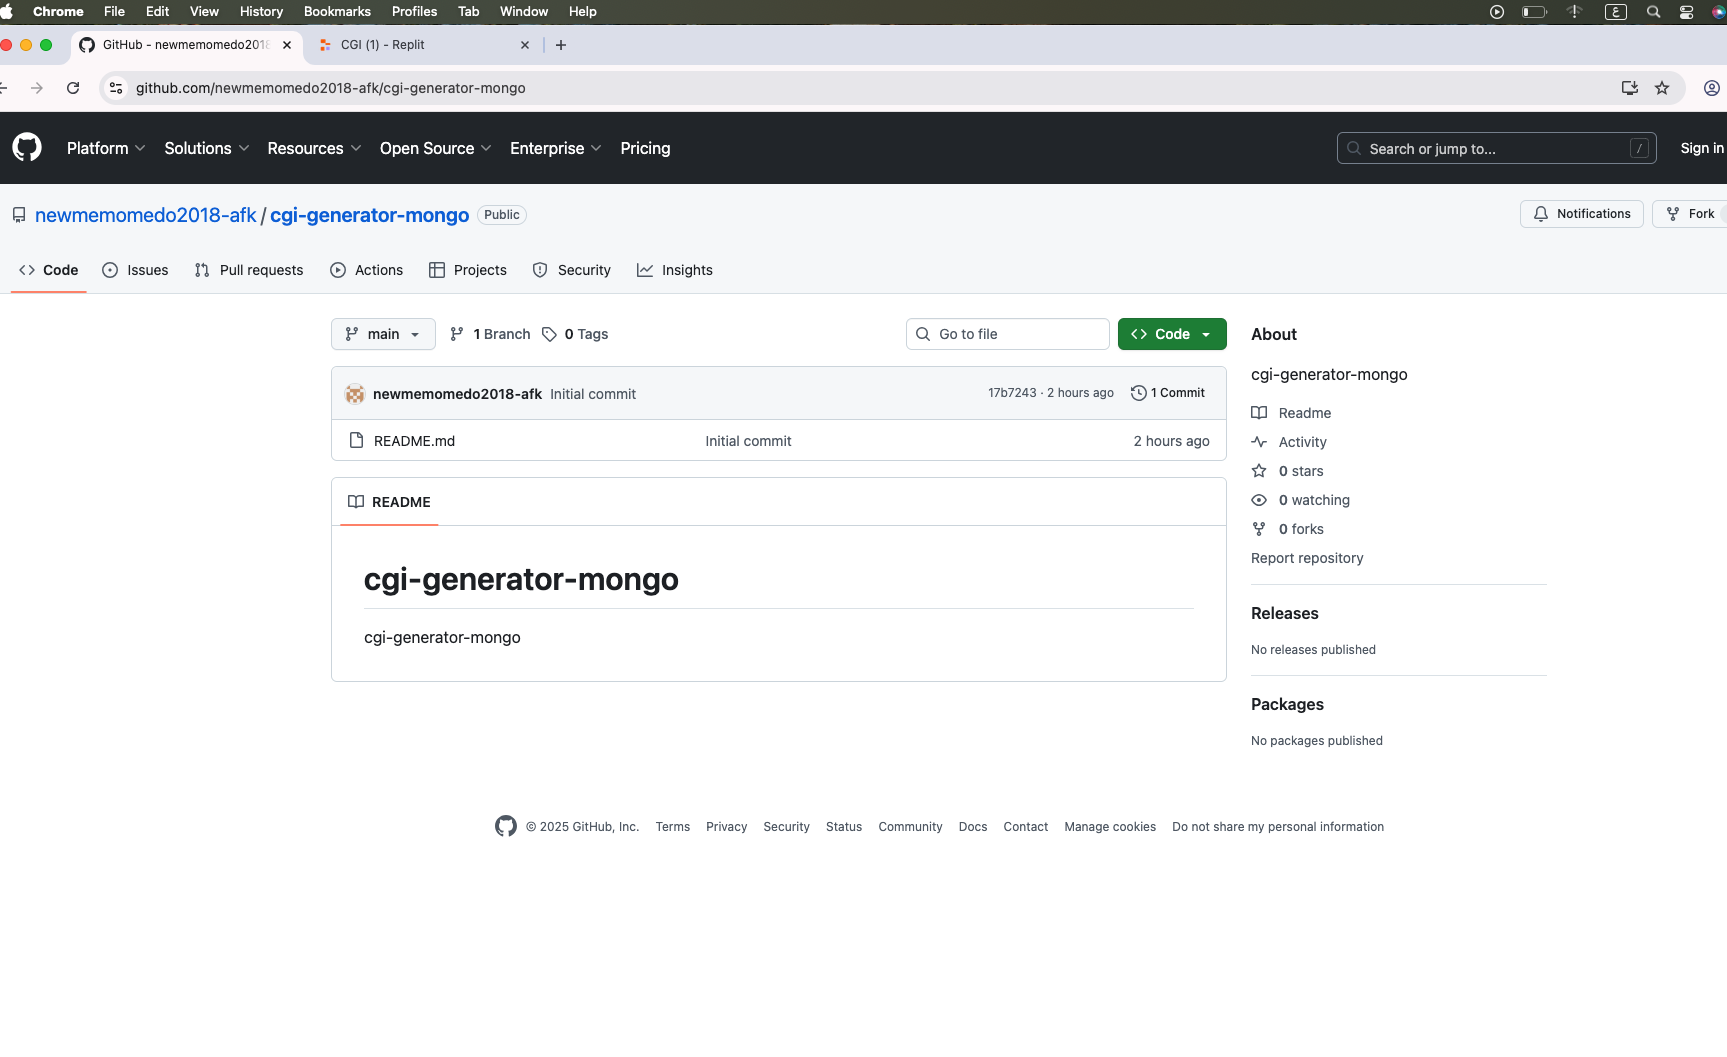 Chrome File Edit View History Bookmarks Profiles Tab Window Help ع
GitHub - newmemomedo2018 CGI (1) - Replit
github.com/newmemomedo2018-afk/cgi-generator-mongo
Platform Solutions Resources Open Source Enterprise Pricing Search or jump to... / Sign in
newmemomedo2018-afk / cgi-generator-mongo Public Notifications Fork
Code Issues Pull requests Actions Projects Security Insights
main 1 Branch 0 Tags Go to file Code About
cgi-generator-mongo
newmemomedo2018-afk Initial commit 17b7243 · 2 hours ago 1 Commit
Readme
README.md Initial commit 2 hours ago
Activity
0 stars
README
0 watching
0 forks
Report repository
cgi-generator-mongo
Releases
cgi-generator-mongo
No releases published
Packages
No packages published
© 2025 GitHub, Inc. Terms Privacy Security Status Community Docs Contact Manage cookies Do not share my personal information